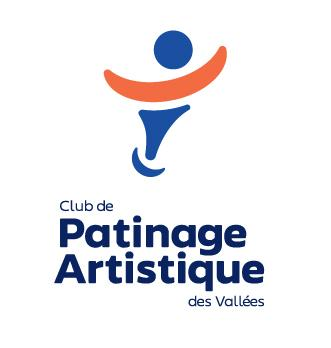 Club de
Patinage
Artistique
des Vallées